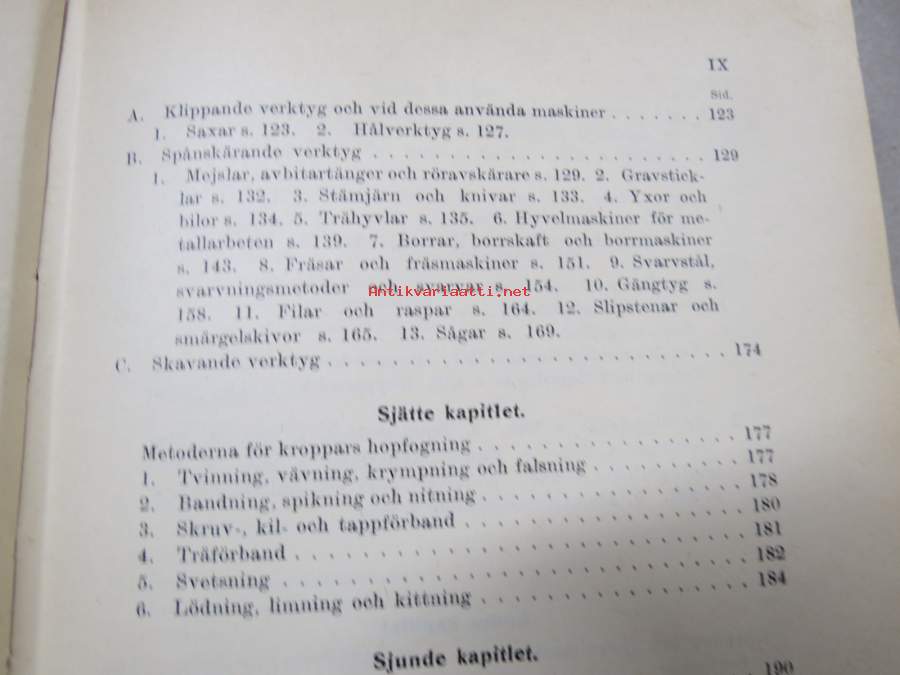 IX
Sid.
A. Klippande verktyg och vid dessa använda maskiner . . . . . . . 123
1. Saxar s. 123. 2. Hålverktyg s. 127.
B. Spånskärande verktyg . . . . . . . . . . . . . . . . . . . . 129
1. Mejslar, avbitartänger och röravskärare s. 129. 2. Gravstick-
lar s. 132. 3. Stämjärn och knivar s. 133. 4. Yxor och
bilor s. 134. 5. Trähyvlar s. 135. 6. Hyvelmaskiner för me-
tallarbeten s. 139. 7. Borrar, borrskaft och borrmaskiner
s. 143. 8. Fräsar och fräsmaskiner s. 151. 9. Svarvstål,
svarvningsmetoder och svarvar s. 154. 10. Gängtyg s.
Antikvariaatti.net
158. 11. Filar och raspar s. 164. 12. Slipstenar och
smärgelskivor s. 165. 13. Sågar s. 169.
C. Skavande verktyg . . . . . . . . . . . . . . . . . . . . . . . 174
Sjätte kapitlet.
Metoderna för kroppars hopfogning . . . . . . . . . . . . . . . 177
1. Tvinning, vävning, krympning och falsning . . . . . . . . . . 177
2. Bandning, spikning och nitning . . . . . . . . . . . . . . . 178
3. Skruv-, kil- och tappförband . . . . . . . . . . . . . . . . 180
4. Träförband . . . . . . . . . . . . . . . . . . . . . . . . . 181
5. Svetsning . . . . . . . . . . . . . . . . . . . . . . . . . 182
6. Lödning, limning och kittning . . . . . . . . . . . . . . . 184
Sjunde kapitlet.
190